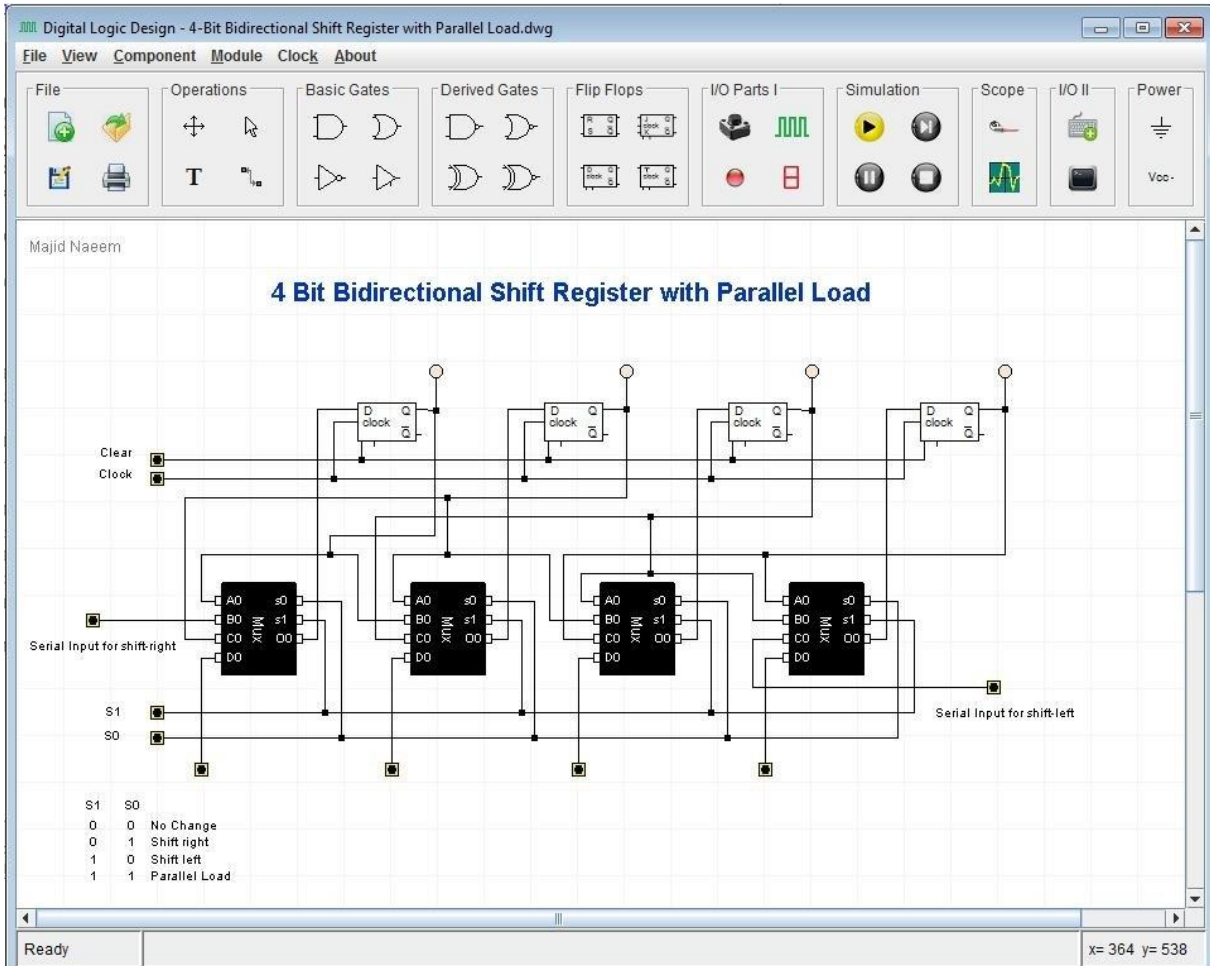 Digital Logic Design - 4-Bit Bidirectional Shift Register with Parallel Load.dwg
File View Component Module Clock About
File Operations Basic Gates Derived Gates Flip Flops I/O Parts I Simulation Scope I/O II Power
T
Vcc
Majid Naeem
4 Bit Bidirectional Shift Register with Parallel Load
D Q D Q D Q D Q
clock clock clock clock
Q Q Q Q
Clear
Clock
A0 s0 A0 s0 A0 s0 A0 s0
B0 s1 B0 s1 B0 s1 B0 s1
Mux Mux Mux Mux
C0 O0 C0 O0 C0 O0 C0 O0
D0 D0 D0 D0
Serial Input for shift-right
S1
Serial Input for shift-left
S0
S1 S0
0 0 No Change
0 1 Shift right
1 0 Shift left
1 1 Parallel Load
Ready
x= 364 y= 538